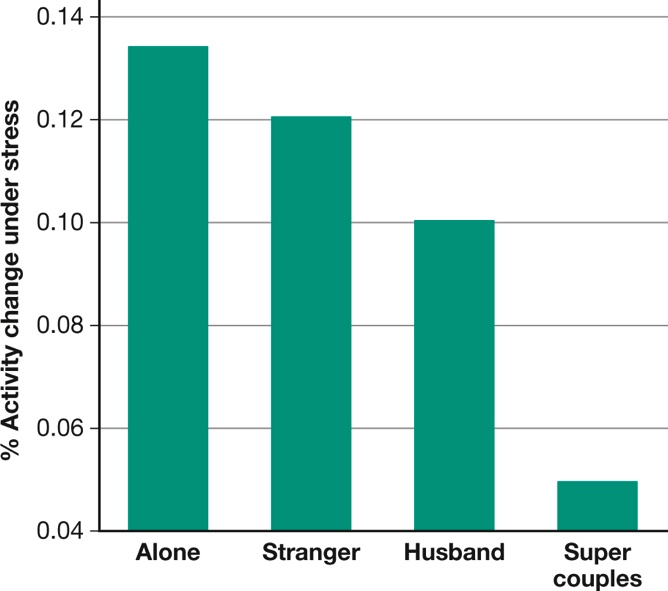 % Activity change under stress
0.14
0.12
0.10
0.08
0.06
0.04
Alone
Stranger
Husband
Super
couples